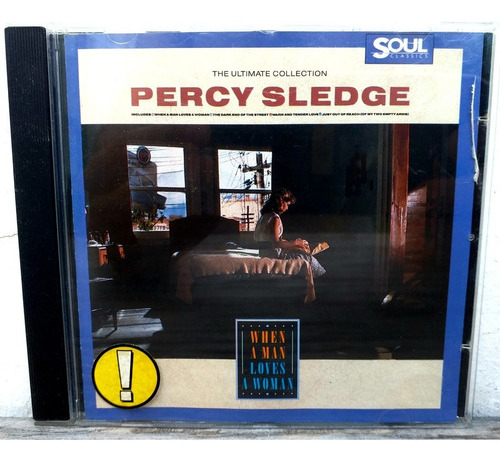 SOUL
CLASSICS
THE ULTIMATE COLLECTION
PERCY SLEDGE
INCLUDES: WHEN A MAN LOVES A WOMAN / THE DARK END OF THE STREET / WARM AND TENDER LOVE / JUST OUT OF REACH (OF MY TWO EMPTY ARMS)
WHEN
A MAN
LOVES
A WOMAN
!